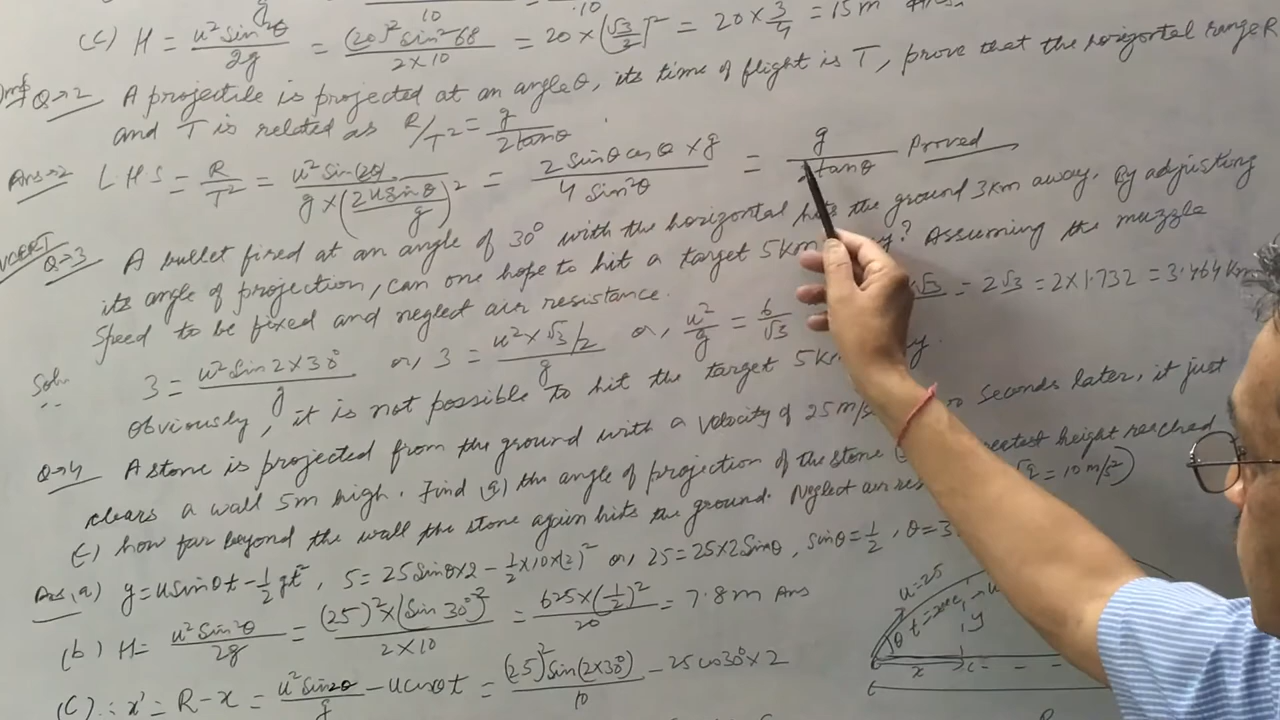 (c) H = u²sin²θ/2g = (20)²sin²60/2×10 = 20×(√3/2)² = 20×3/4 = 15m
Q→2 A projectile is projected at an angle θ, its time of flight is T, prove that the horizontal range R
and T is related as R/T² = g/2tanθ.
Ans→2 LHS = R/T² = u²sin(2θ)/g×(2usinθ/g)² = 2sinθcosθ×g/4sin²θ = g/2tanθ Proved
NCERT Q→3 A bullet fired at an angle of 30° with the horizontal hits the ground 3km away. By adjusting
its angle of projection, can one hope to hit a target 5km ? Assuming the muzzle
Speed to be fixed and neglect air resistance.
Soln 3 = u²sin2×30°/g or, 3 = u²×√3/2/g or, u²/g = 6/√3 √3 = 2√3 = 2×1.732 = 3.464 Km
Obviously, it is not possible to hit the target 5km
Q→4 A stone is projected from the ground with a velocity of 25m/s seconds later, it just
clears a wall 5m high. Find (a) the angle of projection of the stone greatest height reached
(c) how far beyond the wall the stone again hits the ground. Neglect air (g = 10m/s²)
Ans(a) y = usinθt − 1/2gt², 5 = 25sinθ×2 − 1/2×10×(2)² or, 25 = 25×2sinθ, sinθ = 1/2, θ = 3
(b) H = u²sin²θ/2g = (25)²×(sin30°)²/2×10 = 625×(1/2)²/20 = 7.8m Ans
(c) ∴ x' = R−x = u²sin2θ/g − ucosθt = (25)²sin(2×30°)/10 − 25cos30°×2
u=25
θ
y
x